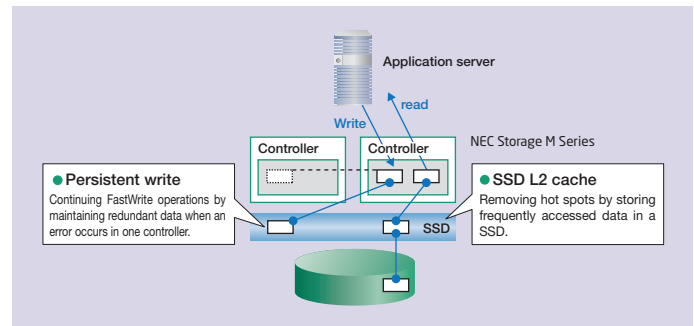 Application server
read
Write
NEC Storage M Series
Controller
Controller
● Persistent write
Continuing FastWrite operations by
maintaining redundant data when an
error occurs in one controller.
● SSD L2 cache
Removing hot spots by storing
frequently accessed data in a
SSD.
SSD